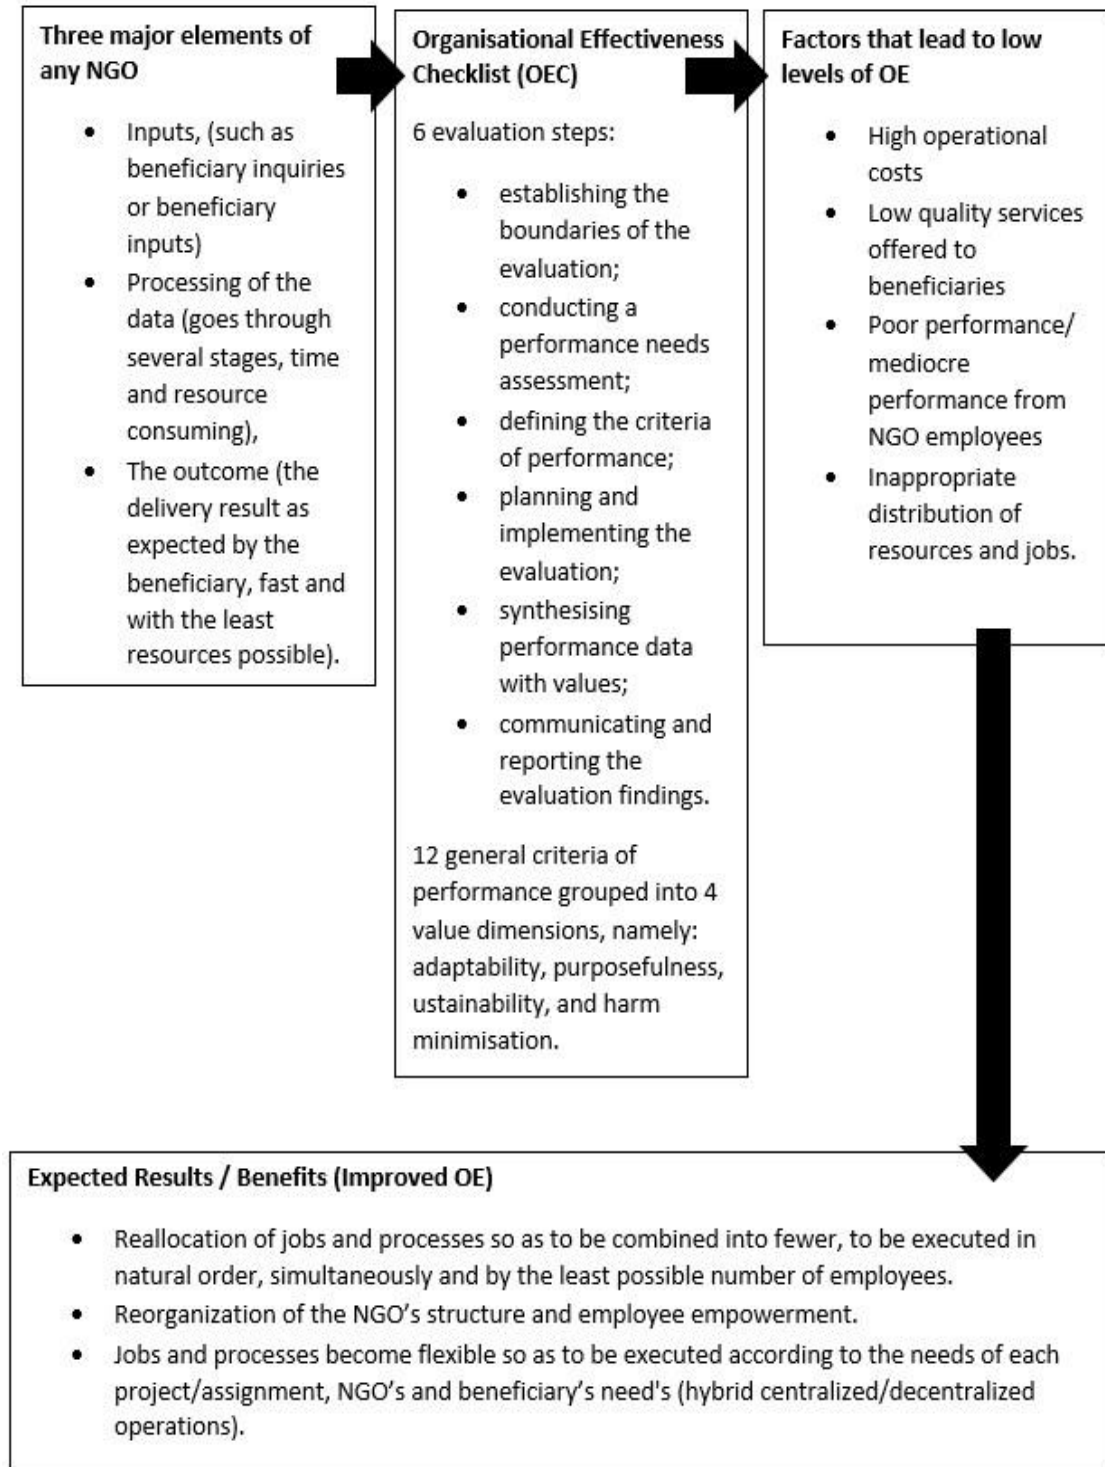 Three major elements of
any NGO
• Inputs, (such as
beneficiary inquiries
or beneficiary
inputs)
• Processing of the
data (goes through
several stages, time
and resource
consuming),
• The outcome (the
delivery result as
expected by the
beneficiary, fast and
with the least
resources possible).
Organisational Effectiveness
Checklist (OEC)
6 evaluation steps:
• establishing the
boundaries of the
evaluation;
• conducting a
performance needs
assessment;
• defining the criteria
of performance;
• planning and
implementing the
evaluation;
• synthesising
performance data
with values;
• communicating and
reporting the
evaluation findings.
12 general criteria of
performance grouped into 4
value dimensions, namely:
adaptability, purposefulness,
ustainability, and harm
minimisation.
Factors that lead to low
levels of OE
• High operational
costs
• Low quality services
offered to
beneficiaries
• Poor performance/
mediocre
performance from
NGO employees
• Inappropriate
distribution of
resources and jobs.
Expected Results / Benefits (Improved OE)
• Reallocation of jobs and processes so as to be combined into fewer, to be executed in
natural order, simultaneously and by the least possible number of employees.
• Reorganization of the NGO’s structure and employee empowerment.
• Jobs and processes become flexible so as to be executed according to the needs of each
project/assignment, NGO’s and beneficiary’s need's (hybrid centralized/decentralized
operations).